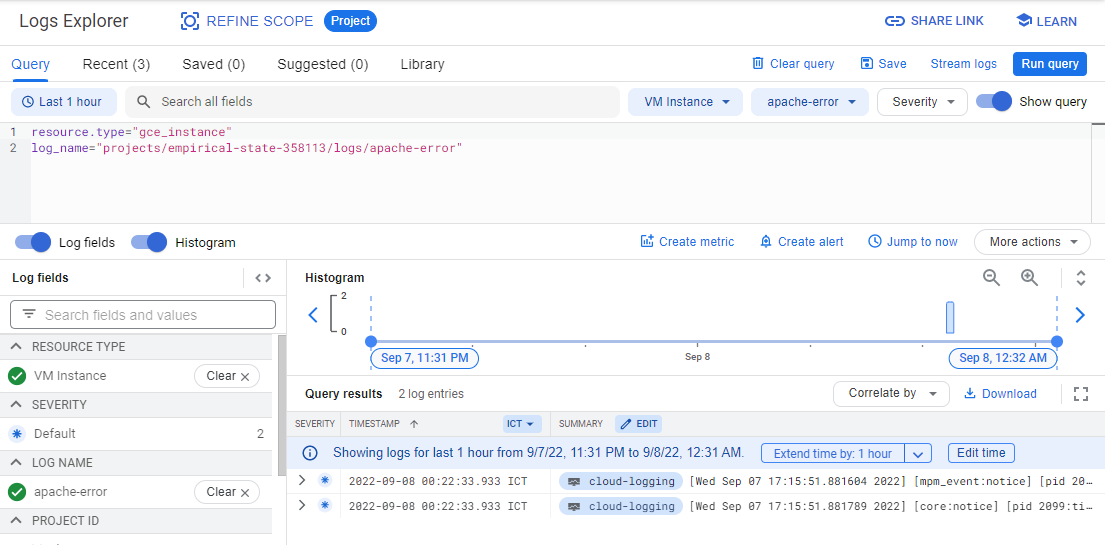 Logs Explorer
REFINE SCOPE
Project
SHARE LINK
LEARN
Query
Recent (3)
Saved (0)
Suggested (0)
Library
Clear query
Save
Stream logs
Run query
Last 1 hour
Search all fields
VM Instance
apache-error
Severity
Show query
1 resource.type="gce_instance"
2 log_name="projects/empirical-state-358113/logs/apache-error"
Log fields
Histogram
Create metric
Create alert
Jump to now
More actions
Log fields
Search fields and values
RESOURCE TYPE
VM Instance
Clear
SEVERITY
Default 2
LOG NAME
apache-error
Clear
PROJECT ID
Histogram
2
0
Sep 7, 11:31 PM
Sep 8
Sep 8, 12:32 AM
Query results
2 log entries
Correlate by
Download
SEVERITY
TIMESTAMP
ICT
SUMMARY
EDIT
Showing logs for last 1 hour from 9/7/22, 11:31 PM to 9/8/22, 12:31 AM.
Extend time by: 1 hour
Edit time
2022-09-08 00:22:33.933 ICT cloud-logging [Wed Sep 07 17:15:51.881604 2022] [mpm_event:notice] [pid 20…
2022-09-08 00:22:33.933 ICT cloud-logging [Wed Sep 07 17:15:51.881789 2022] [core:notice] [pid 2099:ti…